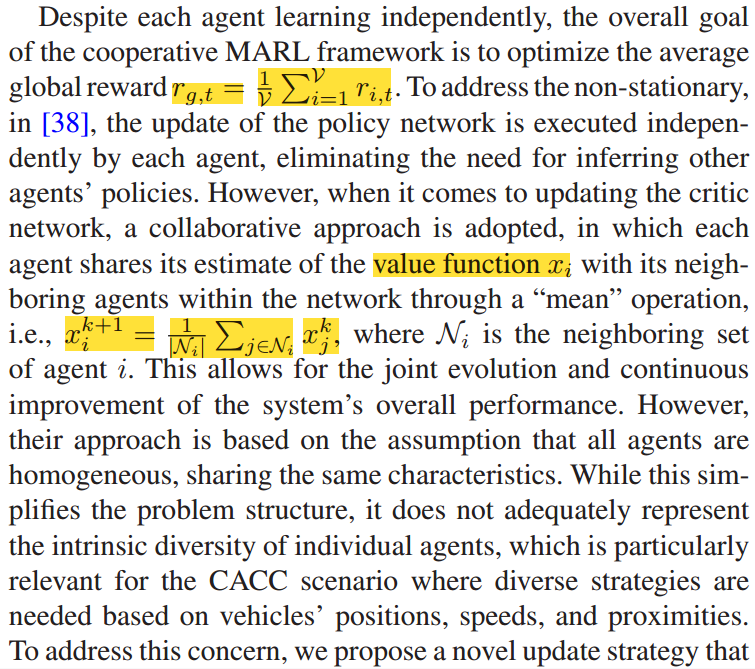 Despite each agent learning independently, the overall goal
of the cooperative MARL framework is to optimize the average
global reward $r_{g,t} = \frac{1}{\mathcal{V}} \sum_{i=1}^{\mathcal{V}} r_{i,t}$. To address the non-stationary,
in [38], the update of the policy network is executed indepen-
dently by each agent, eliminating the need for inferring other
agents' policies. However, when it comes to updating the critic
network, a collaborative approach is adopted, in which each
agent shares its estimate of the value function $x_i$ with its neigh-
boring agents within the network through a “mean” operation,
i.e., $x_i^{k+1} = \frac{1}{|\mathcal{N}_i|} \sum_{j \in \mathcal{N}_i} x_j^k$, where $\mathcal{N}_i$ is the neighboring set
of agent $i$. This allows for the joint evolution and continuous
improvement of the system's overall performance. However,
their approach is based on the assumption that all agents are
homogeneous, sharing the same characteristics. While this sim-
plifies the problem structure, it does not adequately represent
the intrinsic diversity of individual agents, which is particularly
relevant for the CACC scenario where diverse strategies are
needed based on vehicles' positions, speeds, and proximities.
To address this concern, we propose a novel update strategy that